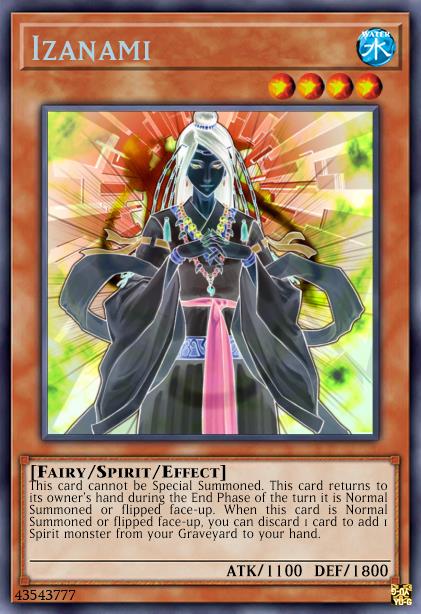 Izanami
WATER
水
[Fairy/Spirit/Effect]
This card cannot be Special Summoned. This card returns to
its owner's hand during the End Phase of the turn it is Normal
Summoned or flipped face-up. When this card is Normal
Summoned or flipped face-up, you can discard 1 card to add 1
Spirit monster from your Graveyard to your hand.
ATK/1100 DEF/1800
43543777